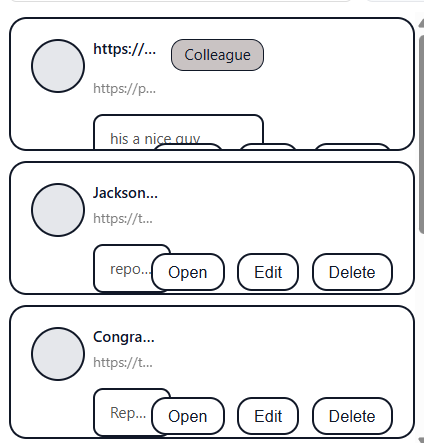 https://... Colleague
https://p...
his a nice guy
Jackson...
https://t...
repo... Open Edit Delete
Congra...
https://t...
Rep... Open Edit Delete